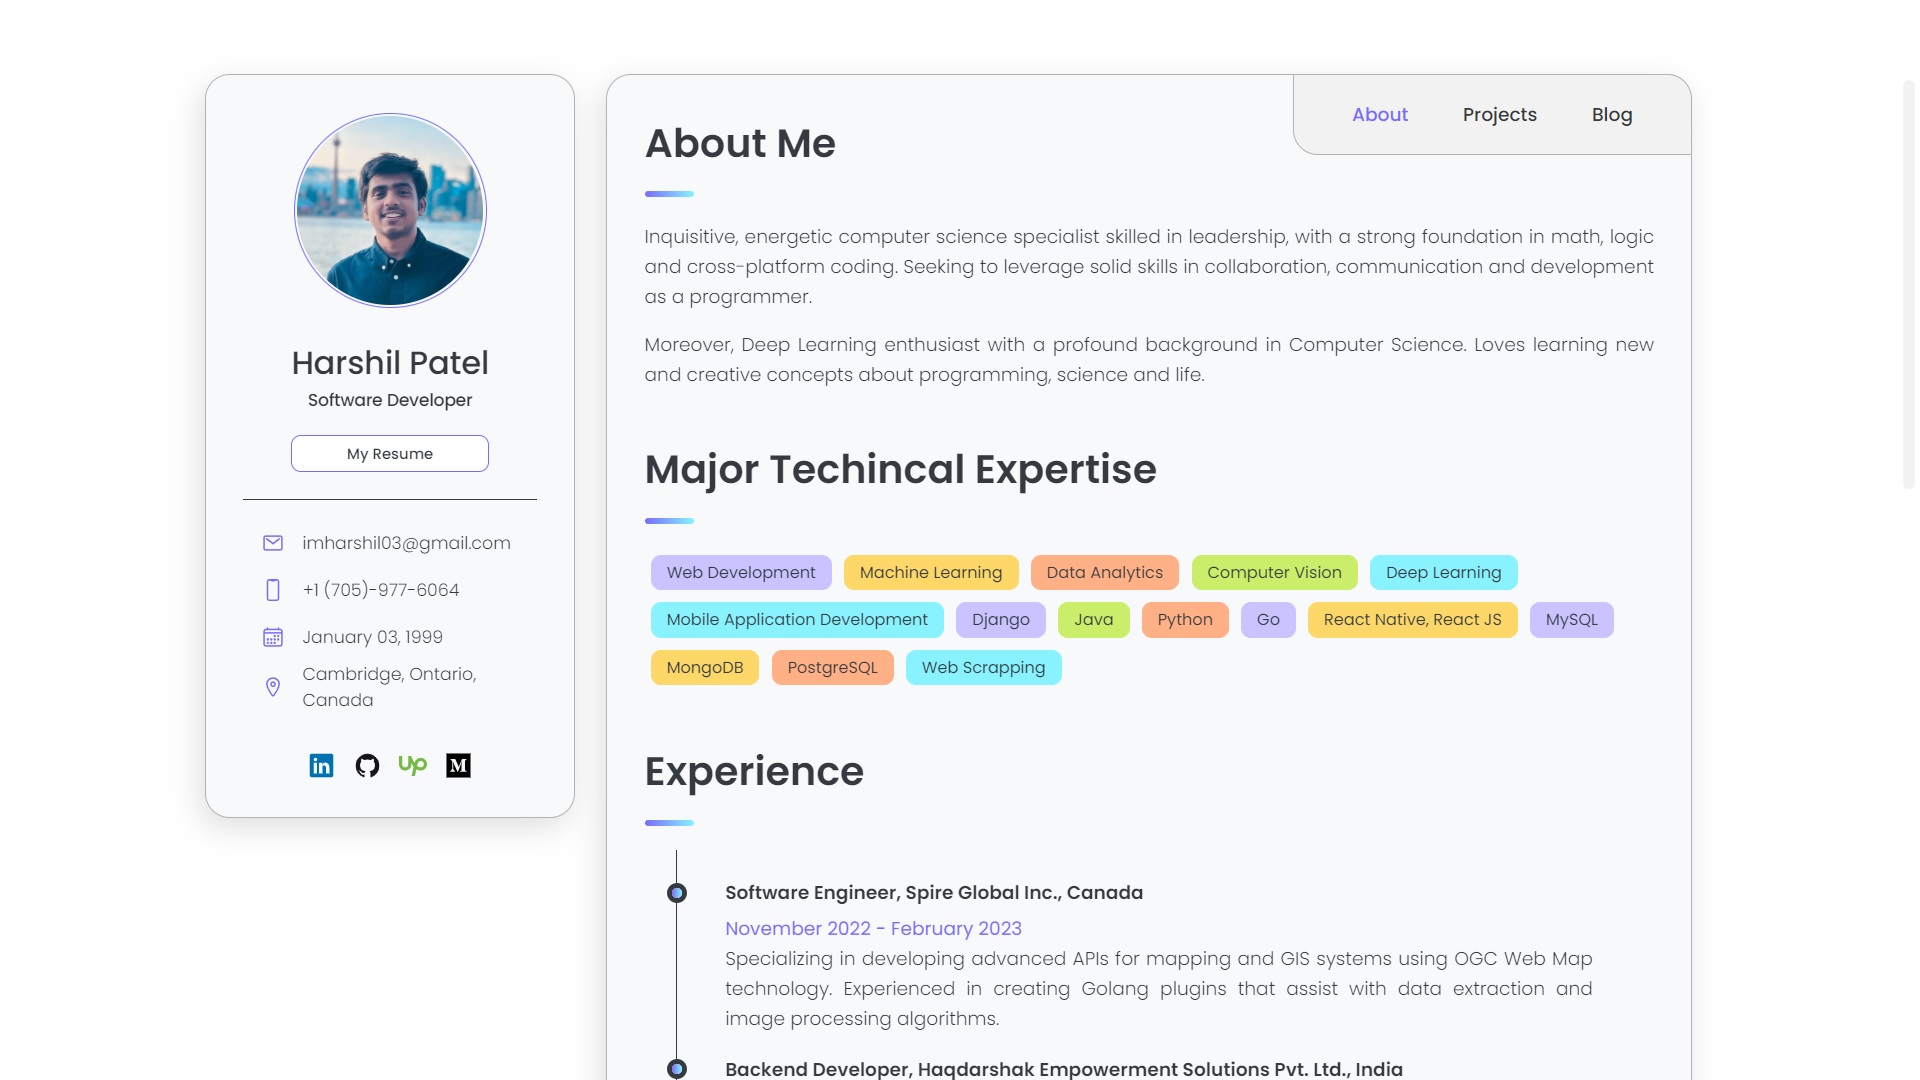 Harshil Patel
Software Developer
My Resume
imharshil03@gmail.com
+1 (705)-977-6064
January 03, 1999
Cambridge, Ontario,
Canada
in
Up
M
About
Projects
Blog
About Me
Inquisitive, energetic computer science specialist skilled in leadership, with a strong foundation in math, logic
and cross-platform coding. Seeking to leverage solid skills in collaboration, communication and development
as a programmer.
Moreover, Deep Learning enthusiast with a profound background in Computer Science. Loves learning new
and creative concepts about programming, science and life.
Major Techincal Expertise
Web Development Machine Learning Data Analytics Computer Vision Deep Learning
Mobile Application Development Django Java Python Go React Native, React JS MySQL
MongoDB PostgreSQL Web Scrapping
Experience
Software Engineer, Spire Global Inc., Canada
November 2022 - February 2023
Specializing in developing advanced APIs for mapping and GIS systems using OGC Web Map
technology. Experienced in creating Golang plugins that assist with data extraction and
image processing algorithms.
Backend Developer, Haqdarshak Empowerment Solutions Pvt. Ltd., India